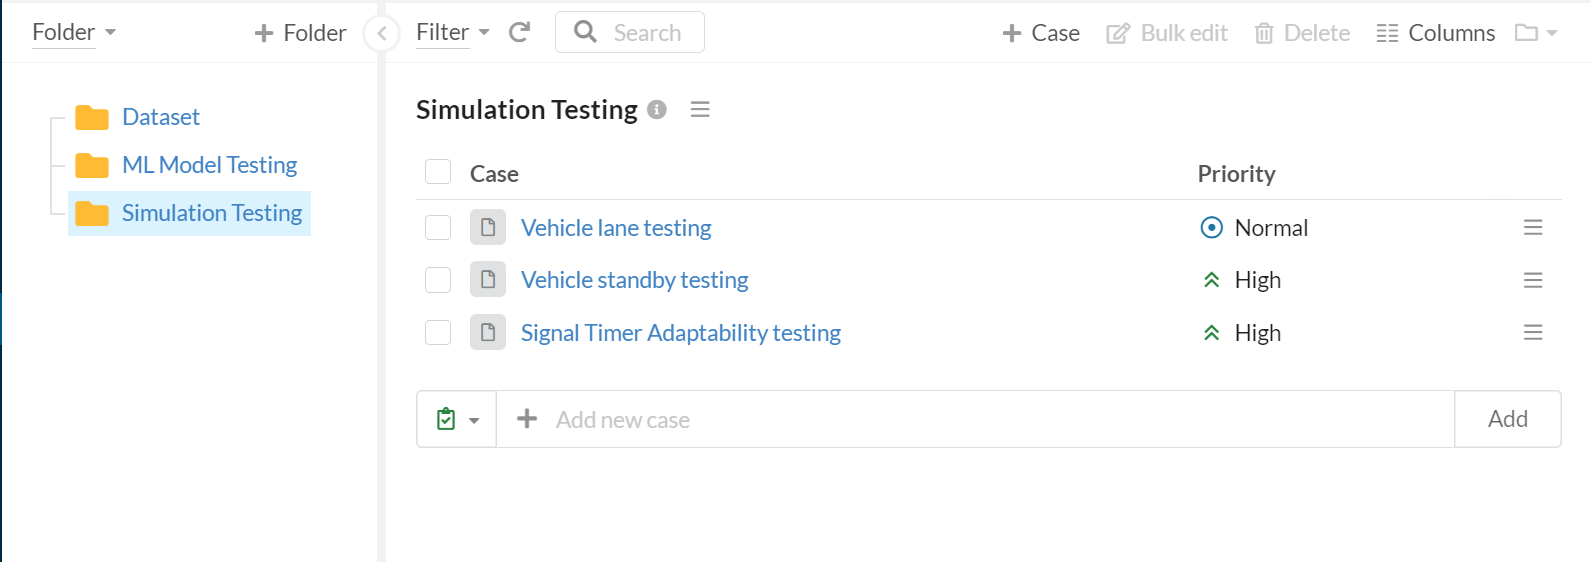 Folder + Folder
Filter Search + Case Bulk edit Delete Columns
Dataset
ML Model Testing
Simulation Testing
Simulation Testing
Case Priority
Vehicle lane testing Normal
Vehicle standby testing High
Signal Timer Adaptability testing High
+ Add new case Add